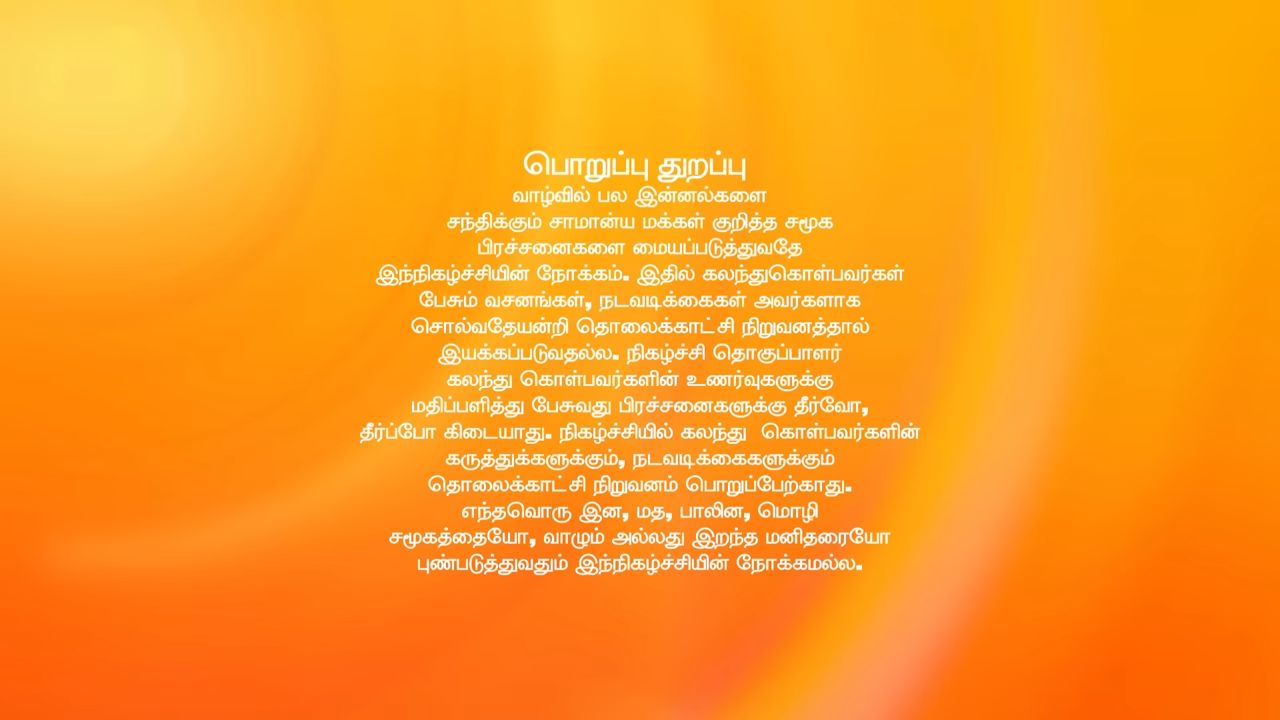 பொறுப்பு துறப்பு
வாழ்வில் பல இன்னல்களை
சந்திக்கும் சாமான்ய மக்கள் குறித்த சமூக
பிரச்சனைகளை மையப்படுத்துவதே
இந்நிகழ்ச்சியின் நோக்கம். இதில் கலந்துகொள்பவர்கள்
பேசும் வசனங்கள், நடவடிக்கைகள் அவர்களாக
சொல்வதேயன்றி தொலைக்காட்சி நிறுவனத்தால்
இயக்கப்படுவதல்ல. நிகழ்ச்சி தொகுப்பாளர்
கலந்து கொள்பவர்களின் உணர்வுகளுக்கு
மதிப்பளித்து பேசுவது பிரச்சனைகளுக்கு தீர்வோ,
தீர்ப்போ கிடையாது. நிகழ்ச்சியில் கலந்து  கொள்பவர்களின்
கருத்துக்களுக்கும், நடவடிக்கைகளுக்கும்
தொலைக்காட்சி நிறுவனம் பொறுப்பேற்காது.
எந்தவொரு இன, மத, பாலின, மொழி
சமூகத்தையோ, வாழும் அல்லது இறந்த மனிதரையோ
புண்படுத்துவதும் இந்நிகழ்ச்சியின் நோக்கமல்ல.